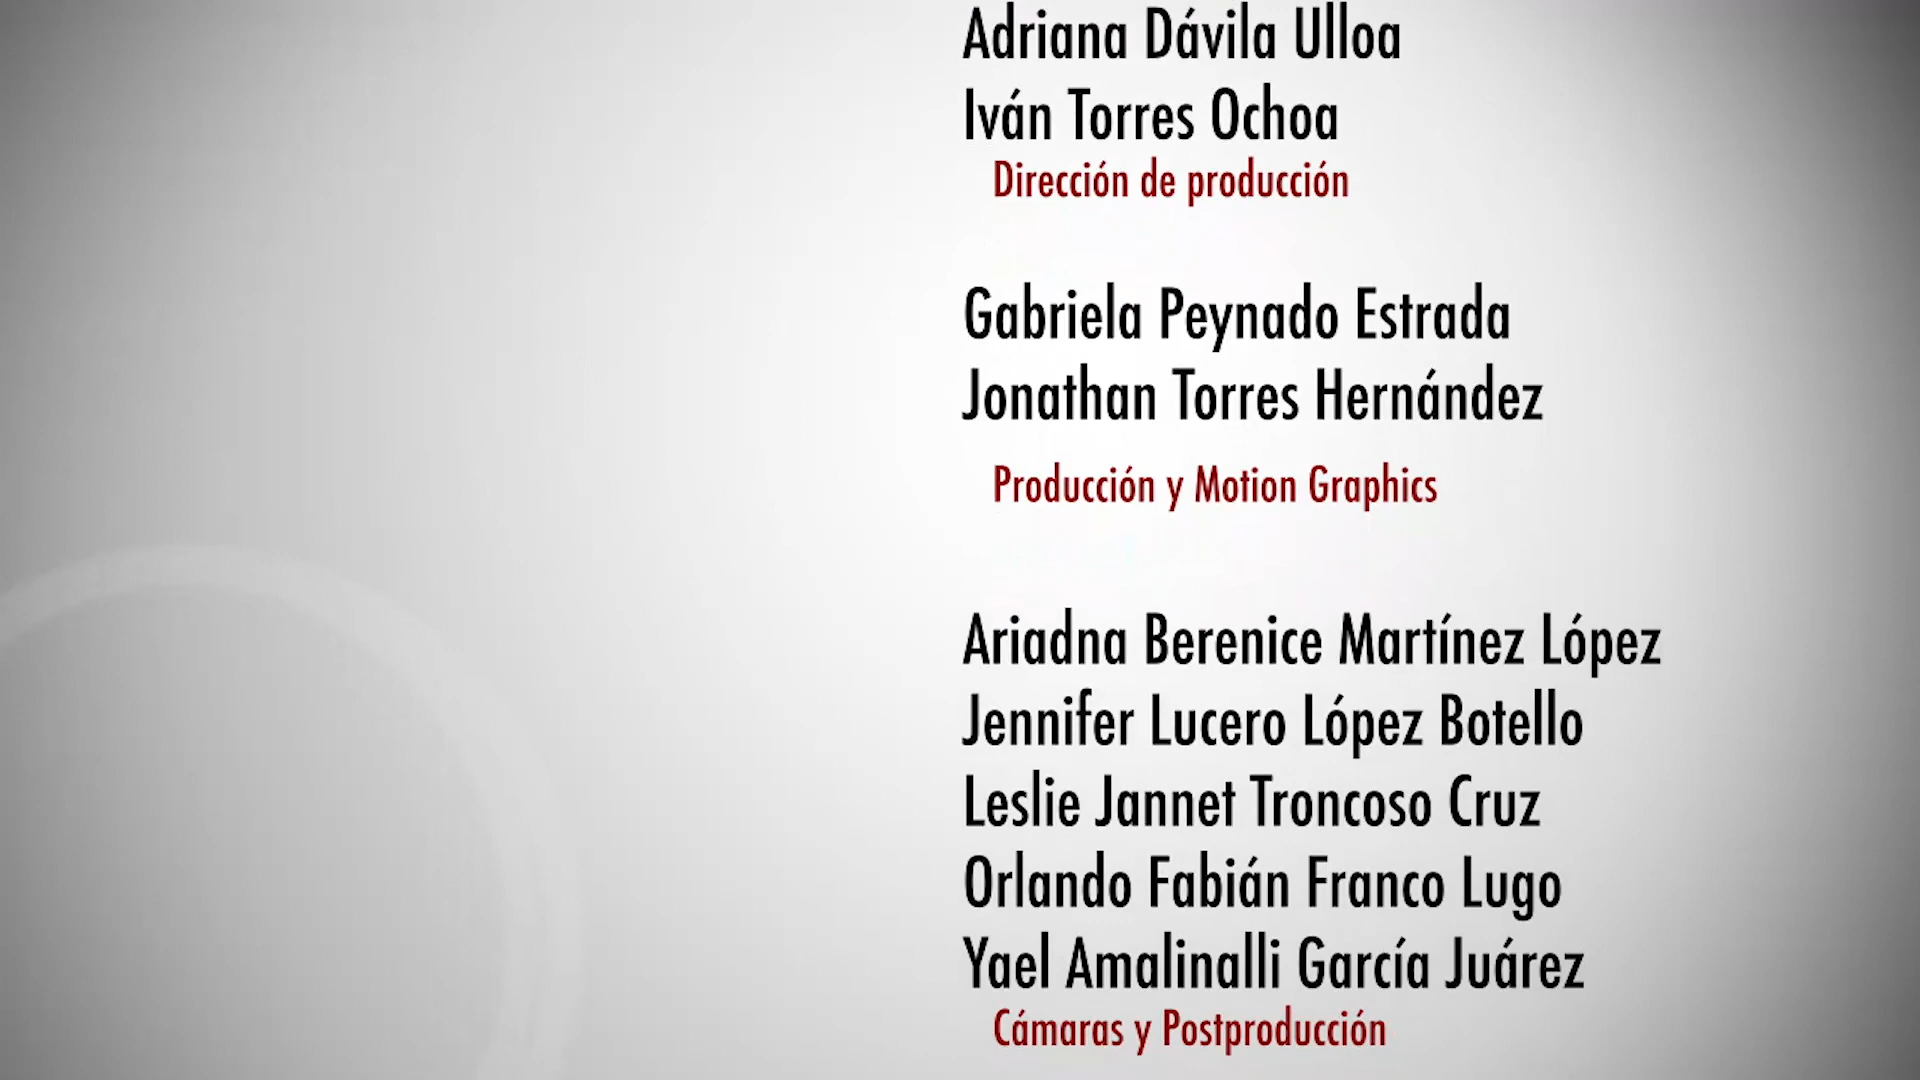 Adriana Dávila Ulloa
Iván Torres Ochoa
Dirección de producción
Gabriela Peynado Estrada
Jonathan Torres Hernández
Producción y Motion Graphics
Ariadna Berenice Martínez López
Jennifer Lucero López Botello
Leslie Jannet Troncoso Cruz
Orlando Fabián Franco Lugo
Yael Amalinalli García Juárez
Cámaras y Postproducción